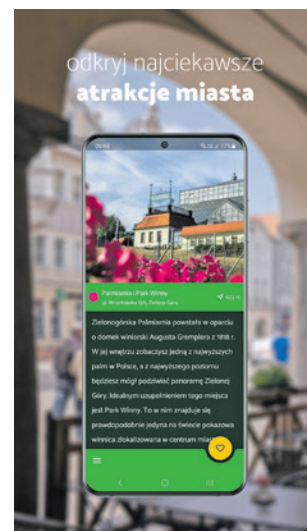 odkryj najciekawsze
atrakcje miasta
Palmiarnia i Park Winny
ul. Wrocławska 12A, Zielona Góra
Zielonogórska Palmiarnia powstała w oparciu
o domek winiarski Augusta Gremplera z 1818 r.
W jej wnętrzu zobaczysz jedną z najwyższych
palm w Polsce, a z najwyższego poziomu
będziesz mógł podziwiać panoramę Zielonej
Góry. Idealnym uzupełnieniem tego miejsca
jest Park Winny. To w nim znajduje się
prawdopodobnie jedyna na świecie pokazowa
winnica zlokalizowana w centrum